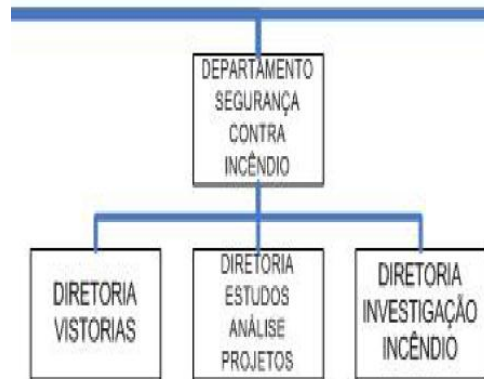 DEPARTAMENTO
SEGURANÇA
CONTRA
INCÊNDIO
DIRETORIA
VISTORIAS
DIRETORIA
ESTUDOS
ANÁLISE
PROJETOS
DIRETORIA
INVESTIGAÇÃO
INCÊNDIO